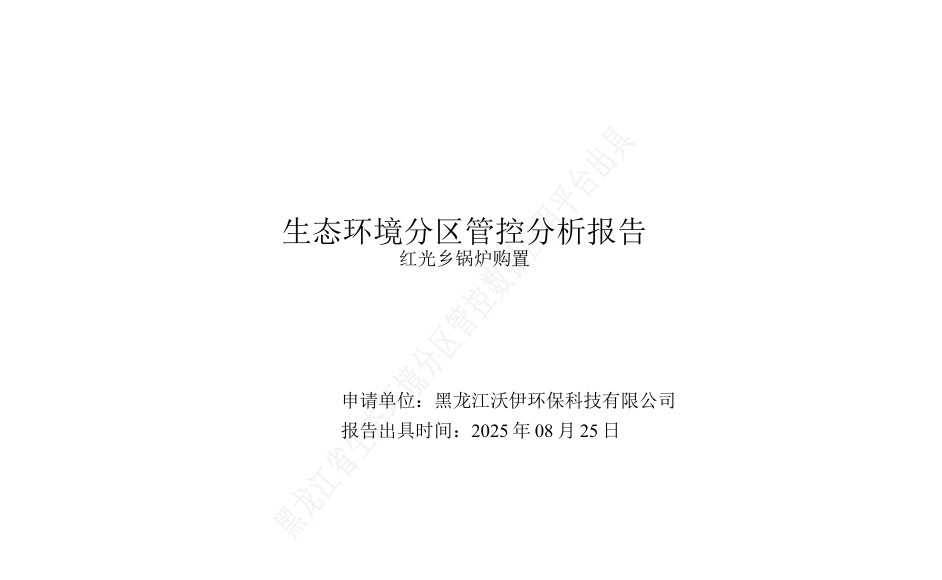 生态环境分区管控分析报告
红光乡锅炉购置
申请单位：黑龙江沃伊环保科技有限公司
报告出具时间：2025年08月25日